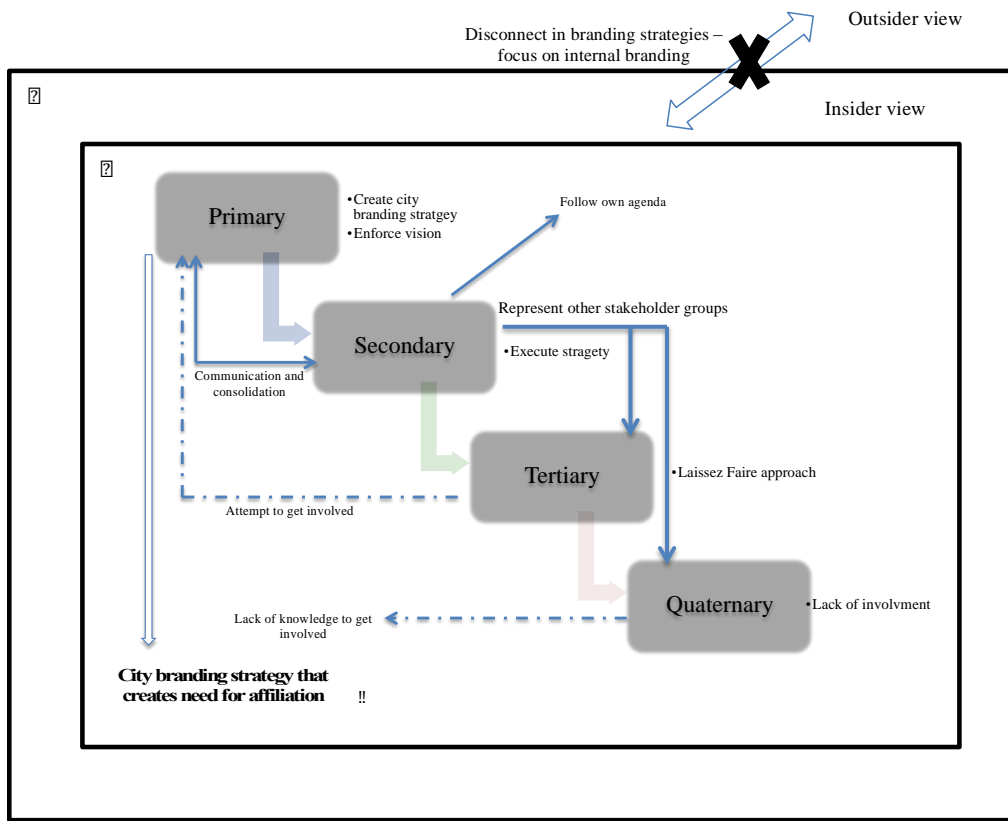 Outsider view
Disconnect in branding strategies –
focus on internal branding
Insider view
Primary
•Create city
branding stratgey
•Enforce vision
Follow own agenda
Represent other stakeholder groups
Secondary
•Execute stragety
Communication and
consolidation
Tertiary
•Laissez Faire approach
Attempt to get involved
Quaternary
•Lack of involvment
Lack of knowledge to get
involved
City branding strategy that
creates need for affiliation
!!